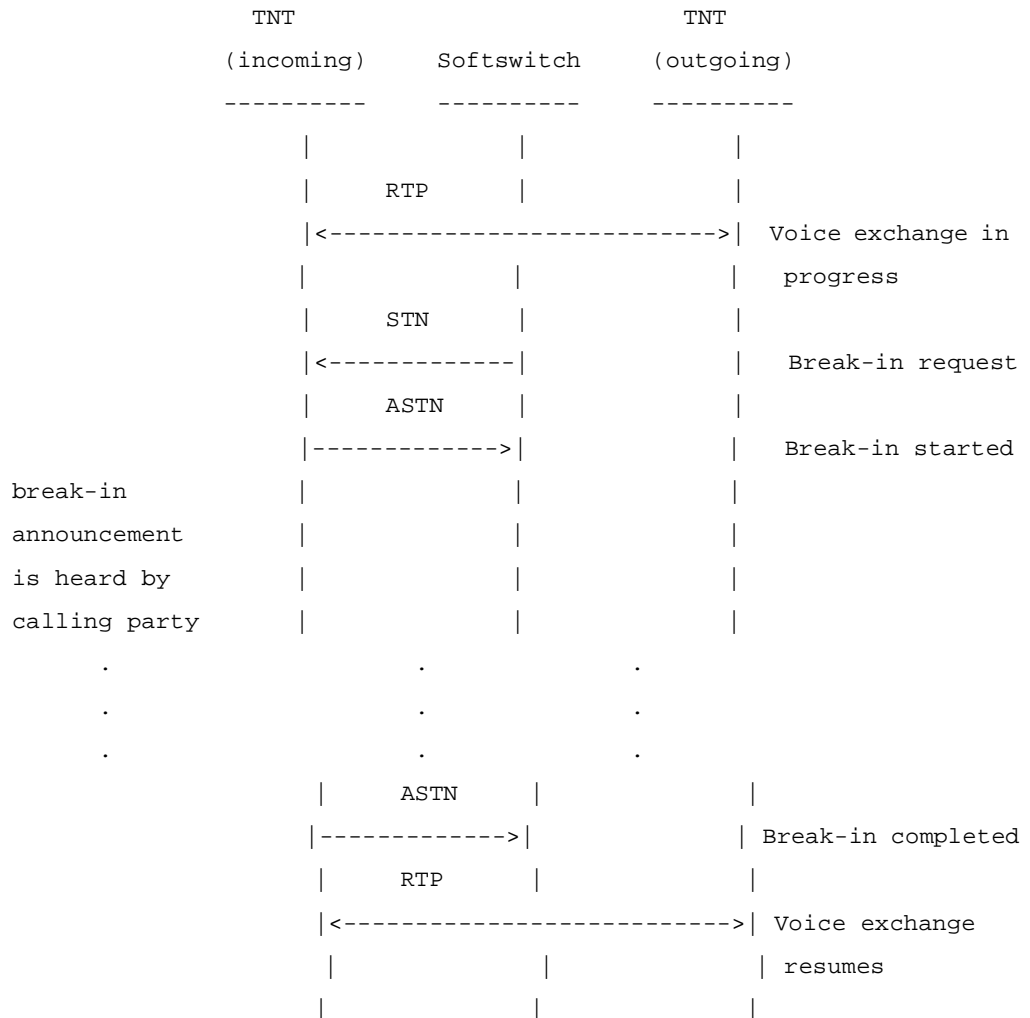 TNT TNT
(incoming) Softswitch (outgoing)
---------- ---------- ----------
| | |
| RTP | |
|<--------------------------->| Voice exchange in
| | | progress
| STN | |
|<-------------| | Break-in request
| ASTN | |
|------------->| | Break-in started
break-in | | |
announcement | | |
is heard by | | |
calling party | | |
. . .
. . .
. . .
| ASTN | |
|------------->| | Break-in completed
| RTP | |
|<--------------------------->| Voice exchange
| | | resumes
| | |